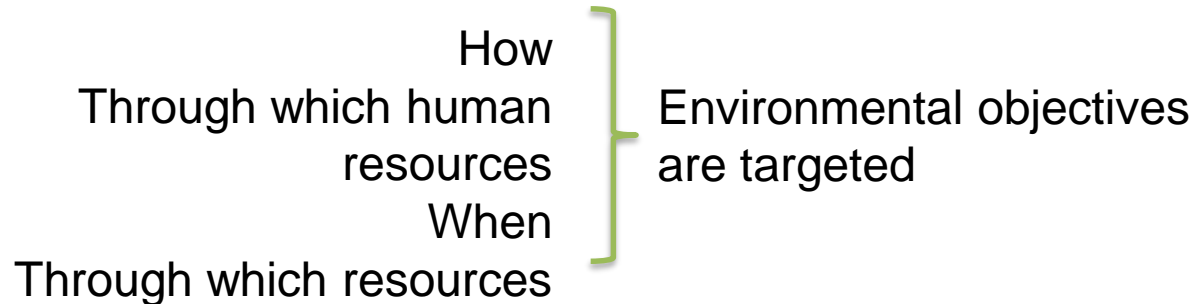 How
Through which human
resources
When
Through which resources
Environmental objectives
are targeted